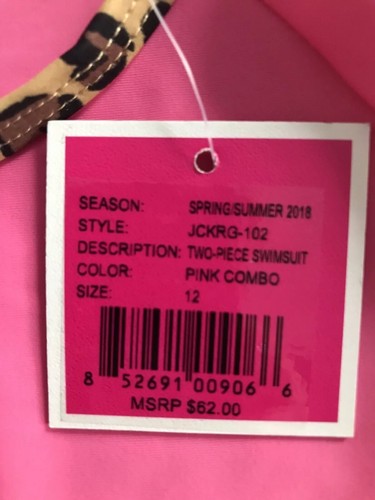 SEASON: SPRING/SUMMER 2018
STYLE: JCKRG-102
DESCRIPTION: TWO-PIECE SWIMSUIT
COLOR: PINK COMBO
SIZE: 12
8 52691 00906 6
MSRP $62.00